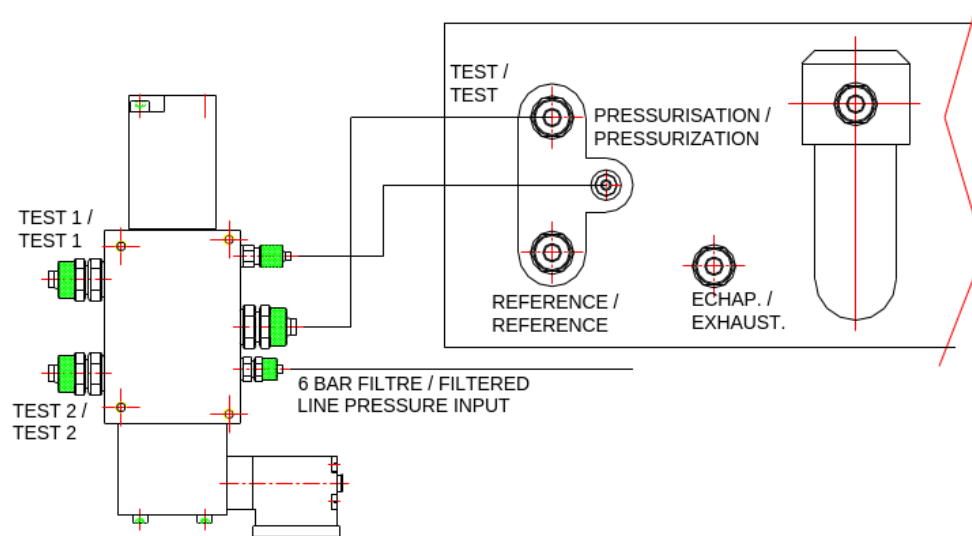 TEST /
TEST
PRESSURISATION /
PRESSURIZATION
TEST 1 /
TEST 1
REFERENCE /
REFERENCE
ECHAP. /
EXHAUST.
6 BAR FILTRE / FILTERED
LINE PRESSURE INPUT
TEST 2 /
TEST 2